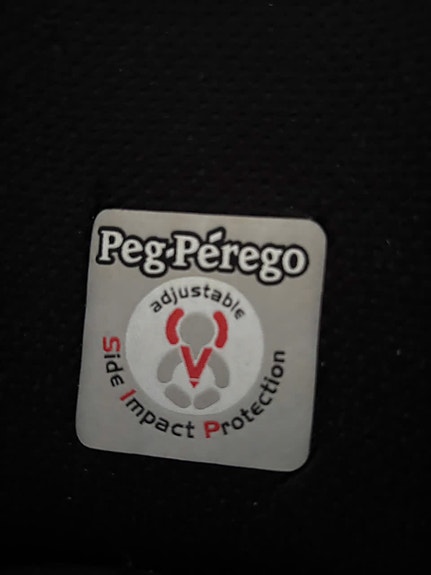 Peg-Pérego
adjustable
Side Impact Protection